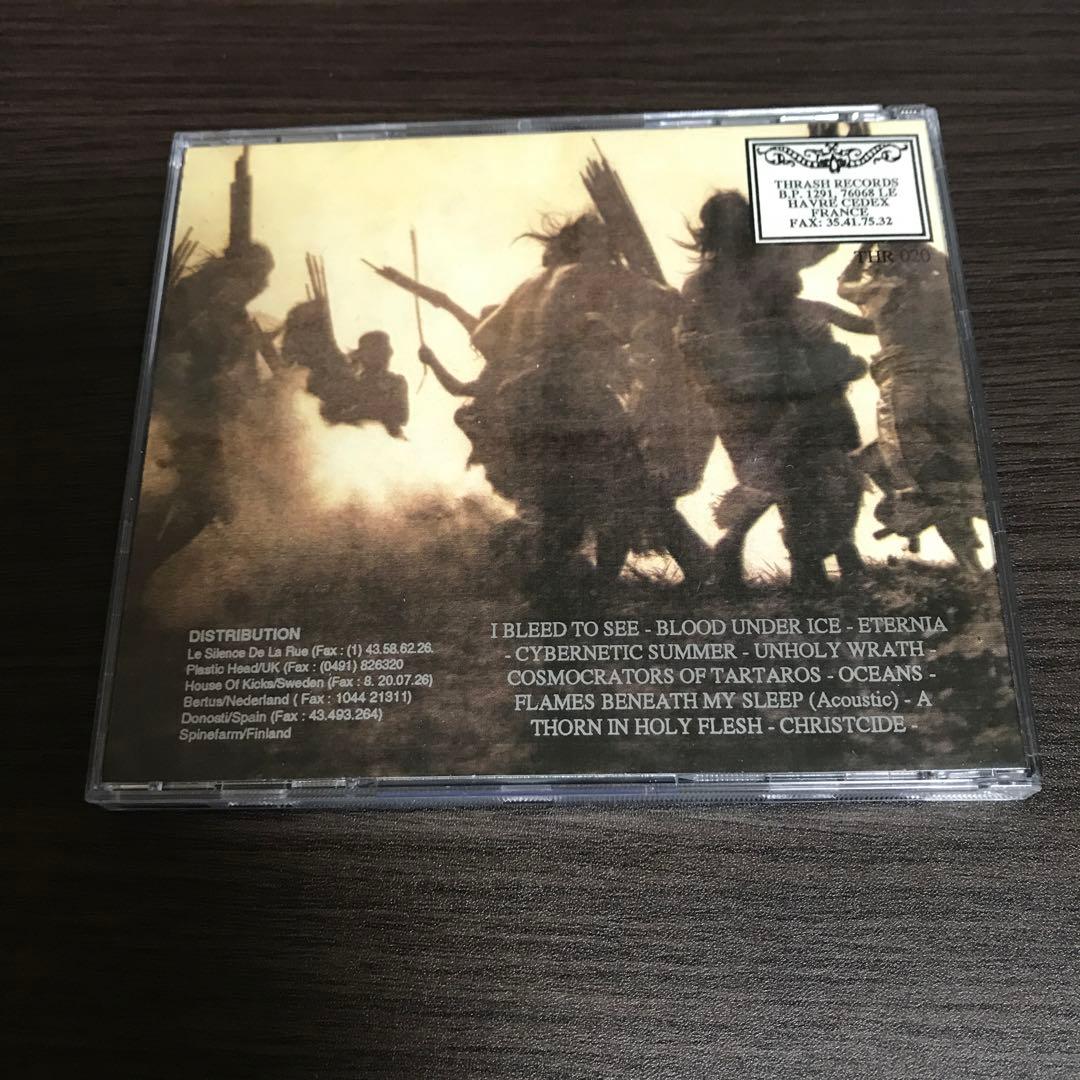 THRASH RECORDS
B.P. 1291, 76068 LE
HAVRE CEDEX
FRANCE
FAX: 35.41.75.32
THR 020
DISTRIBUTION
Le Silence De La Rue (Fax : (1) 43.58.62.26.
Plastic Head/UK (Fax : (0491) 826320
House Of Kicks/Sweden (Fax : 8. 20.07.26)
Bertus/Nederland ( Fax : 1044 21311)
Donosti/Spain (Fax : 43.493.264)
Spinefarm/Finland
I BLEED TO SEE - BLOOD UNDER ICE - ETERNIA
- CYBERNETIC SUMMER - UNHOLY WRATH -
COSMOCRATORS OF TARTAROS - OCEANS -
FLAMES BENEATH MY SLEEP (Acoustic) - A
THORN IN HOLY FLESH - CHRISTCIDE -